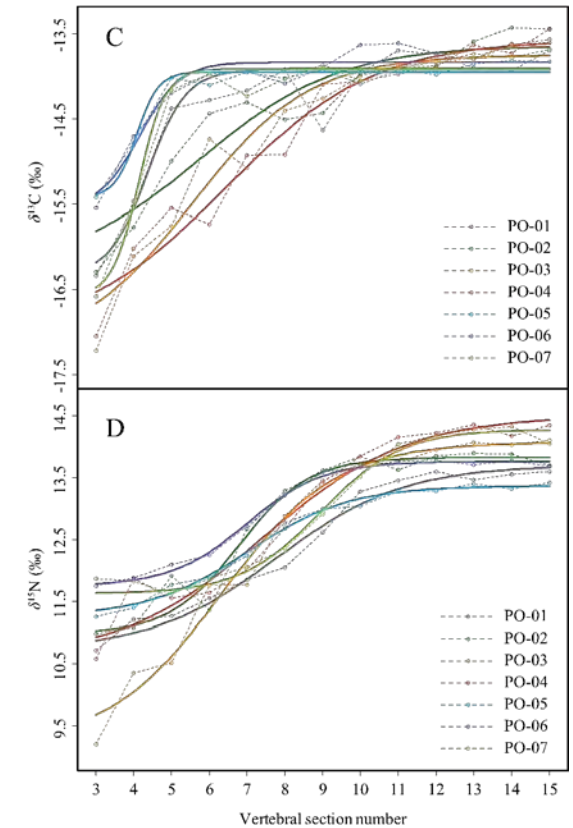 C
δ¹³C (‰)
-13.5
-14.5
-15.5
-16.5
-17.5
PO-01
PO-02
PO-03
PO-04
PO-05
PO-06
PO-07
D
δ¹⁵N (‰)
14.5
13.5
12.5
11.5
10.5
9.5
PO-01
PO-02
PO-03
PO-04
PO-05
PO-06
PO-07
3 4 5 6 7 8 9 10 11 12 13 14 15
Vertebral section number